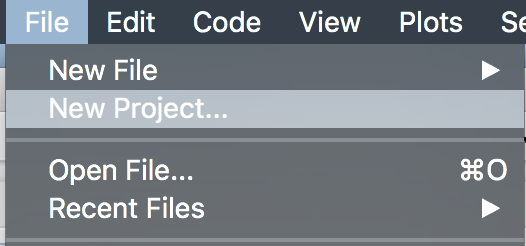 File Edit Code View Plots Se
New File ▶
New Project...
Open File... ⌘O
Recent Files ▶